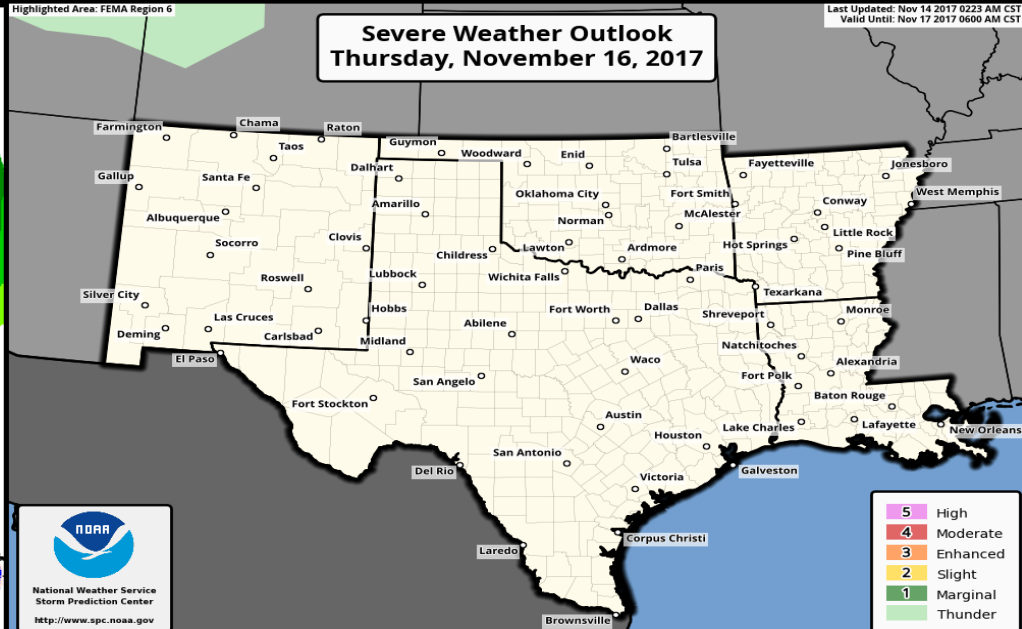 Highlighted Area: FEMA Region 6
Last Updated: Nov 14 2017 0223 AM CST
Valid Until: Nov 17 2017 0600 AM CST
Severe Weather Outlook
Thursday, November 16, 2017
Farmington
Chama
Raton
Taos
Guymon
Woodward
Enid
Bartlesville
Tulsa
Fayetteville
Jonesboro
Gallup
Santa Fe
Dalhart
Oklahoma City
Fort Smith
West Memphis
Albuquerque
Amarillo
Norman
McAlester
Conway
Little Rock
Socorro
Clovis
Childress
Lawton
Ardmore
Hot Springs
Pine Bluff
Roswell
Lubbock
Wichita Falls
Paris
Texarkana
Silver City
Las Cruces
Hobbs
Fort Worth
Dallas
Shreveport
Monroe
Deming
Carlsbad
Midland
Abilene
Natchitoches
El Paso
Waco
Alexandria
San Angelo
Fort Polk
Fort Stockton
Baton Rouge
Austin
Lake Charles
Lafayette
New Orleans
Houston
San Antonio
Del Rio
Galveston
Victoria
Corpus Christi
Laredo
Brownsville
NOAA
National Weather Service
Storm Prediction Center
http://www.spc.noaa.gov
5 High
4 Moderate
3 Enhanced
2 Slight
1 Marginal
Thunder